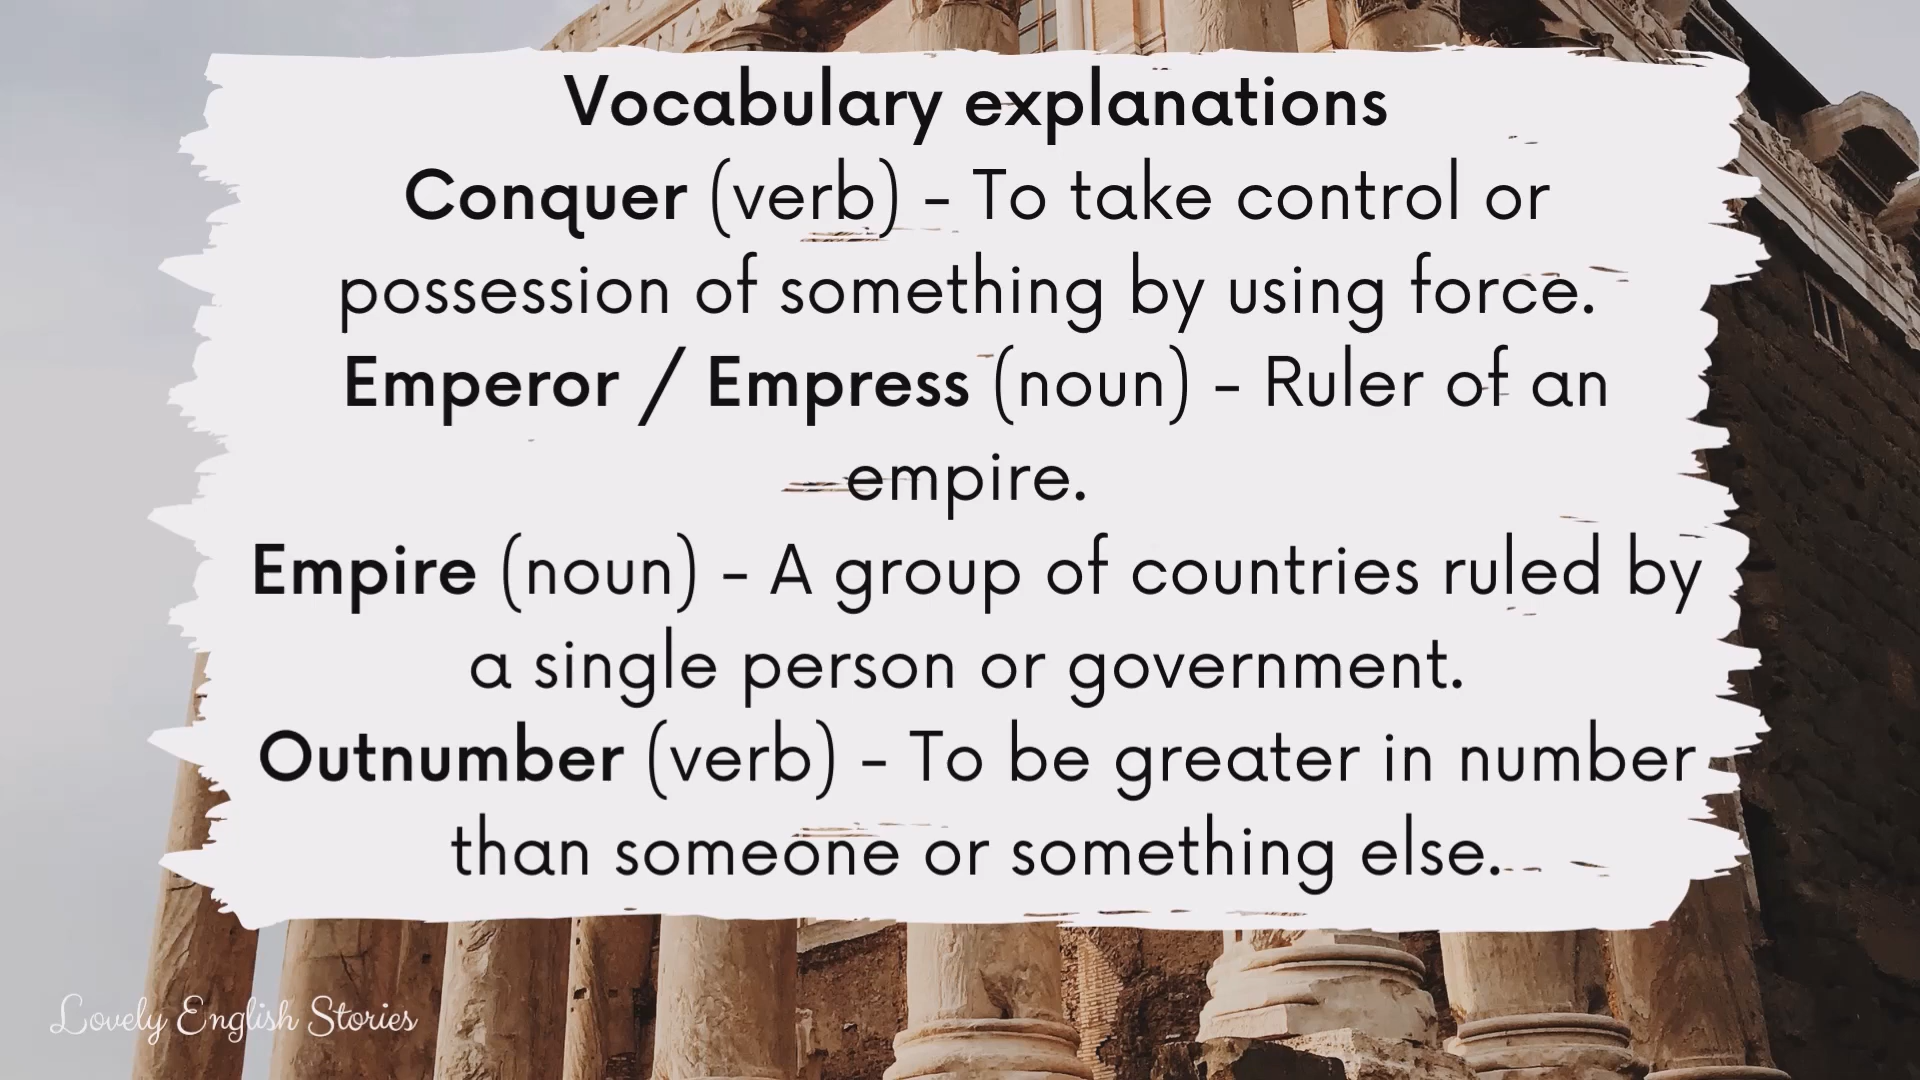 Vocabulary explanations
Conquer (verb) - To take control or
possession of something by using force.
Emperor / Empress (noun) - Ruler of an
empire.
Empire (noun) - A group of countries ruled by
a single person or government.
Outnumber (verb) - To be greater in number
than someone or something else.
Lovely English Stories